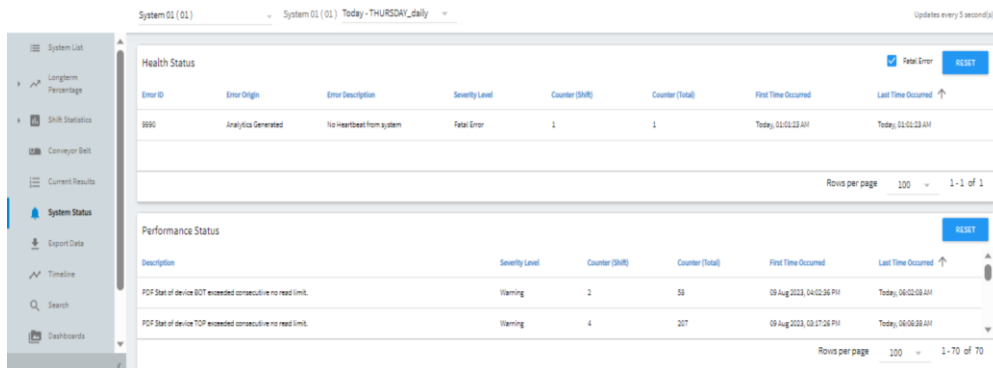 System 01 ( 01 )
System 01 ( 01 ) Today - THURSDAY_daily
Updates every 5 second(s)
System List
Longterm
Percentage
Shift Statistics
Conveyor Belt
Current Results
System Status
Export Data
Timeline
Search
Dashboards
Health Status
Fatal Error
RESET
Error ID Error Origin Error Description Severity Level Counter (Shift) Counter (Total) First Time Occurred Last Time Occurred
9990 Analytics Generated No Heartbeat from system Fatal Error 1 1 Today, 01:01:23 AM Today, 01:01:23 AM
Rows per page 100 1-1 of 1
Performance Status
RESET
Description Severity Level Counter (Shift) Counter (Total) First Time Occurred Last Time Occurred
PDF Stat of device BOT exceeded consecutive no read limit. Warning 2 58 09 Aug 2023, 04:02:36 PM Today, 06:02:08 AM
PDF Stat of device TOP exceeded consecutive no read limit. Warning 4 207 09 Aug 2023, 03:17:26 PM Today, 06:06:38 AM
Rows per page 100 1-70 of 70